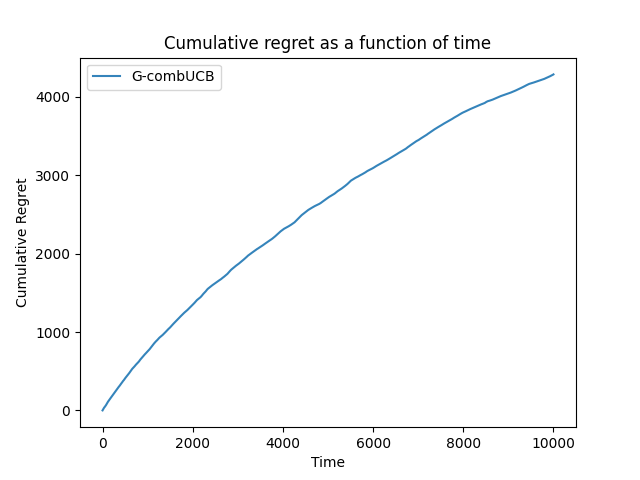 Cumulative regret as a function of time
G-combUCB
Cumulative Regret
4000
3000
2000
1000
0
0 2000 4000 6000 8000 10000
Time